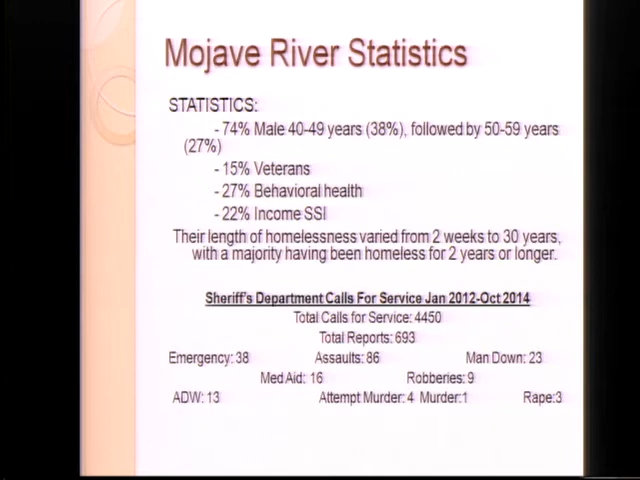 Mojave River Statistics
STATISTICS:
- 74% Male 40-49 years (38%), followed by 50-59 years
(27%)
- 15% Veterans
- 27% Behavioral health
- 22% Income SSI
Their length of homelessness varied from 2 weeks to 30 years,
with a majority having been homeless for 2 years or longer.
Sheriff's Department Calls For Service Jan 2012-Oct 2014
Total Calls for Service: 4450
Total Reports: 693
Emergency: 38 Assaults: 86 Man Down: 23
Med Aid: 16 Robberies: 9
ADW: 13 Attempt Murder: 4 Murder:1 Rape:3